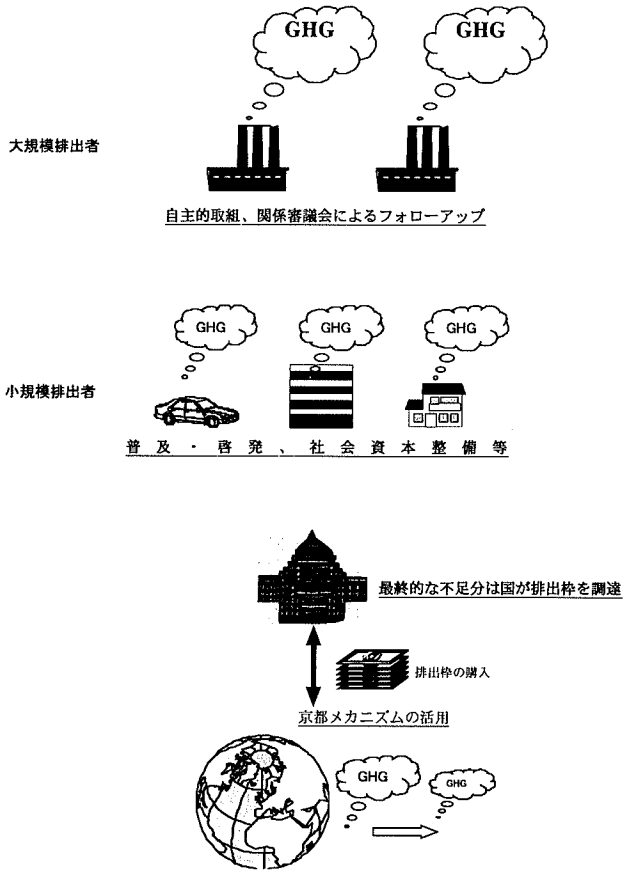 GHG
GHG
大規模排出者
自主的取組、関係審議会によるフォローアップ
GHG
GHG
GHG
小規模排出者
普及・啓発、社会資本整備等
最終的な不足分は国が排出枠を調達
排出枠の購入
京都メカニズムの活用
GHG
GHG